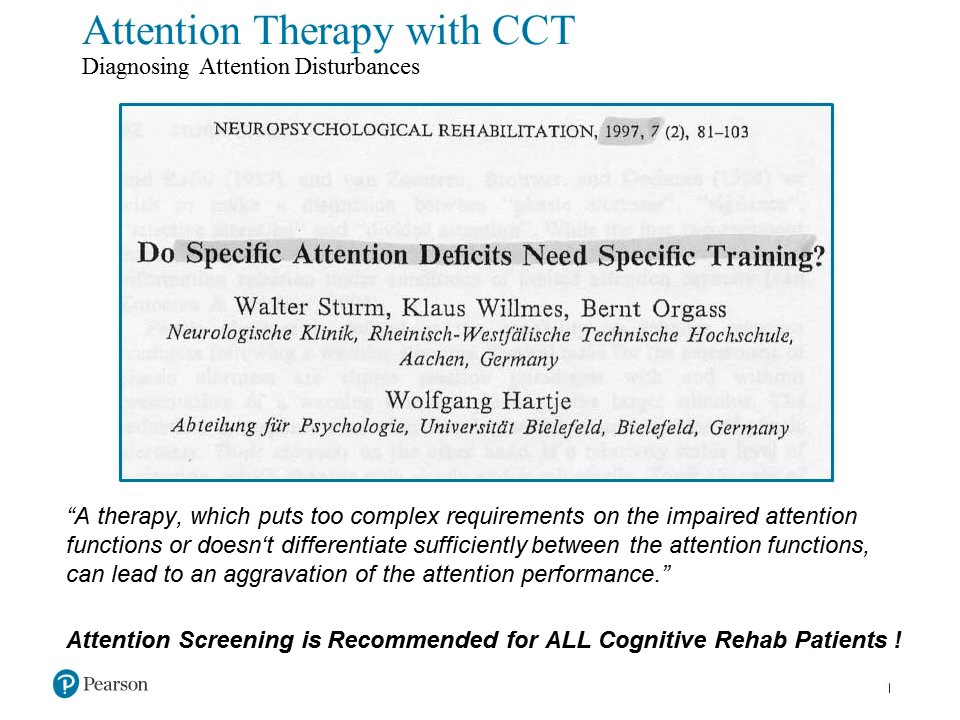 Attention Therapy with CCT
Diagnosing Attention Disturbances
NEUROPSYCHOLOGICAL REHABILITATION, 1997, 7 (2), 81–103
Do Specific Attention Deficits Need Specific Training?
Walter Sturm, Klaus Willmes, Bernt Orgass
Neurologische Klinik, Rheinisch-Westfälische Technische Hochschule,
Aachen, Germany
Wolfgang Hartje
Abteilung für Psychologie, Universität Bielefeld, Bielefeld, Germany
“A therapy, which puts too complex requirements on the impaired attention
functions or doesn‘t differentiate sufficiently between the attention functions,
can lead to an aggravation of the attention performance.”
Attention Screening is Recommended for ALL Cognitive Rehab Patients !
Pearson